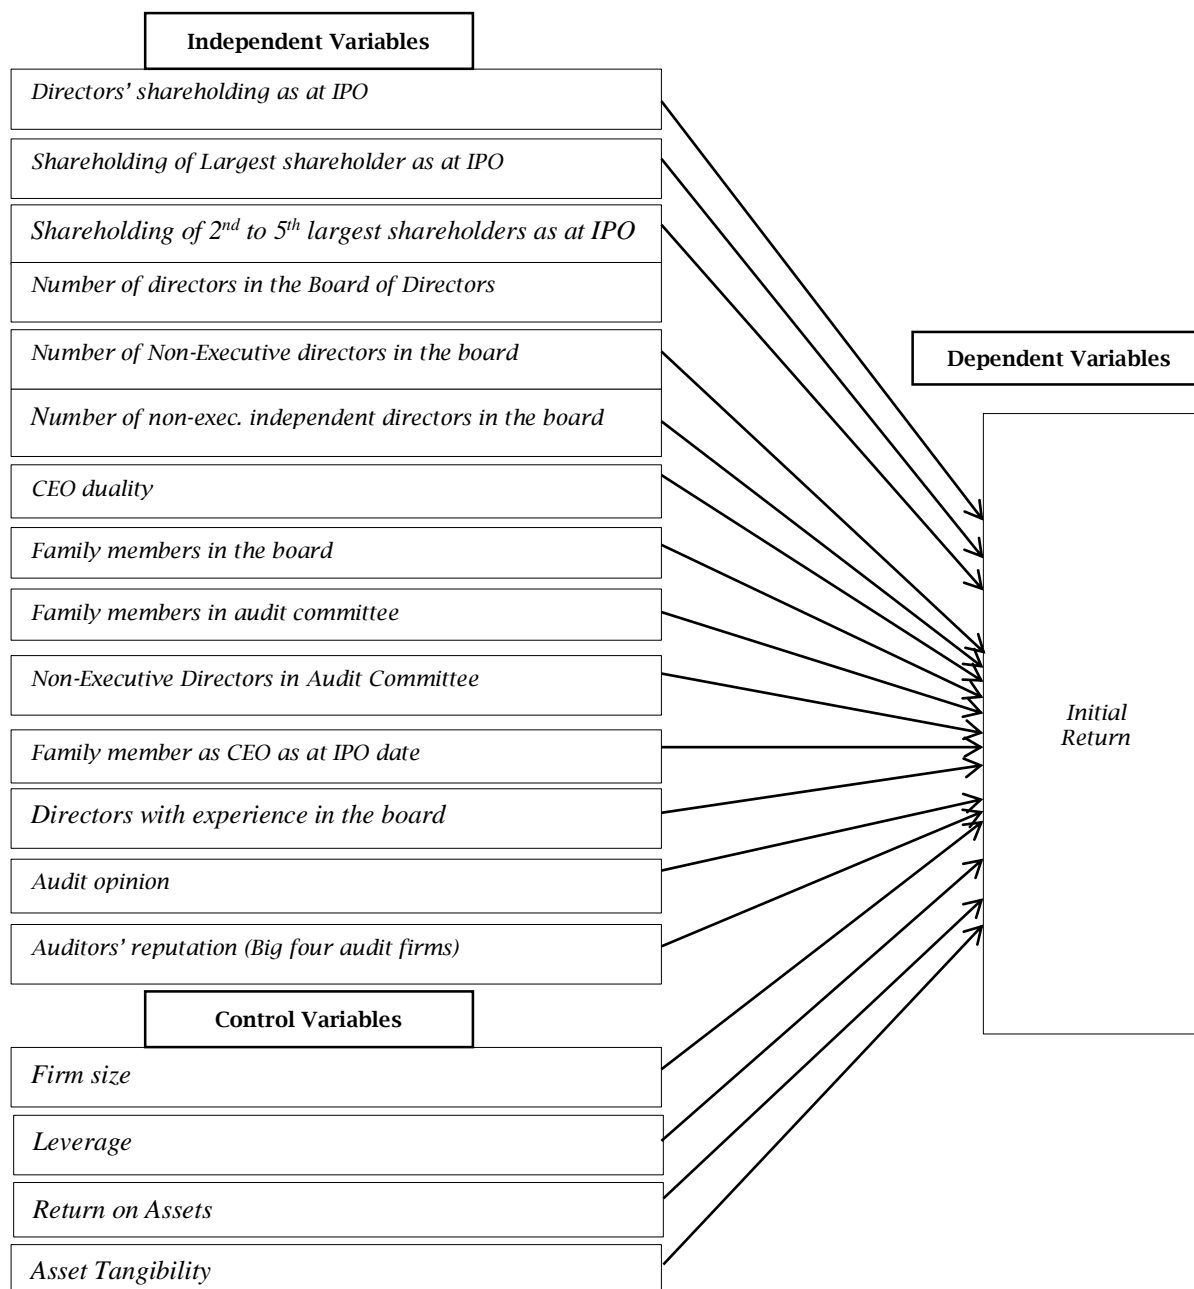 Independent Variables
Directors’ shareholding as at IPO
Shareholding of Largest shareholder as at IPO
Shareholding of 2nd to 5th largest shareholders as at IPO
Number of directors in the Board of Directors
Number of Non-Executive directors in the board
Number of non-exec. independent directors in the board
CEO duality
Family members in the board
Family members in audit committee
Non-Executive Directors in Audit Committee
Family member as CEO as at IPO date
Directors with experience in the board
Audit opinion
Auditors’ reputation (Big four audit firms)
Control Variables
Firm size
Leverage
Return on Assets
Asset Tangibility
Dependent Variables
Initial
Return